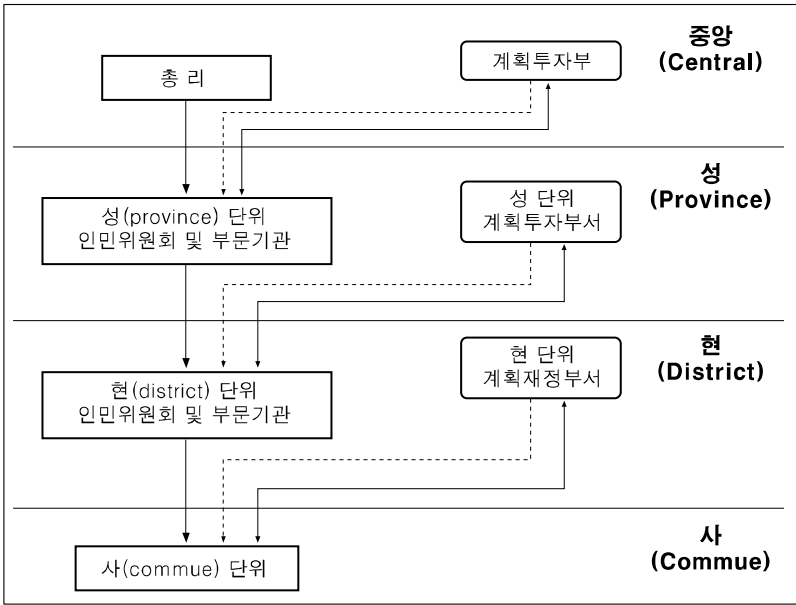 총 리
계획투자부
중앙
(Central)
성(province) 단위
인민위원회 및 부문기관
성 단위
계획투자부서
성
(Province)
현(district) 단위
인민위원회 및 부문기관
현 단위
계획재정부서
현
(District)
사(commue) 단위
사
(Commue)